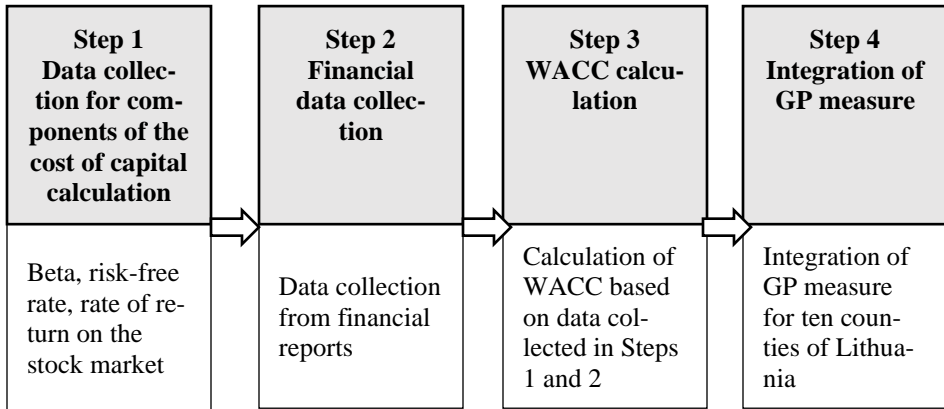 Step 1
Data collec-
tion for com-
ponents of the
cost of capital
calculation
Beta, risk-free
rate, rate of re-
turn on the
stock market
Step 2
Financial
data collec-
tion
Data collection
from financial
reports
Step 3
WACC calcu-
lation
Calculation of
WACC based
on data col-
lected in Steps
1 and 2
Step 4
Integration of
GP measure
Integration of
GP measure
for ten coun-
ties of Lithua-
nia